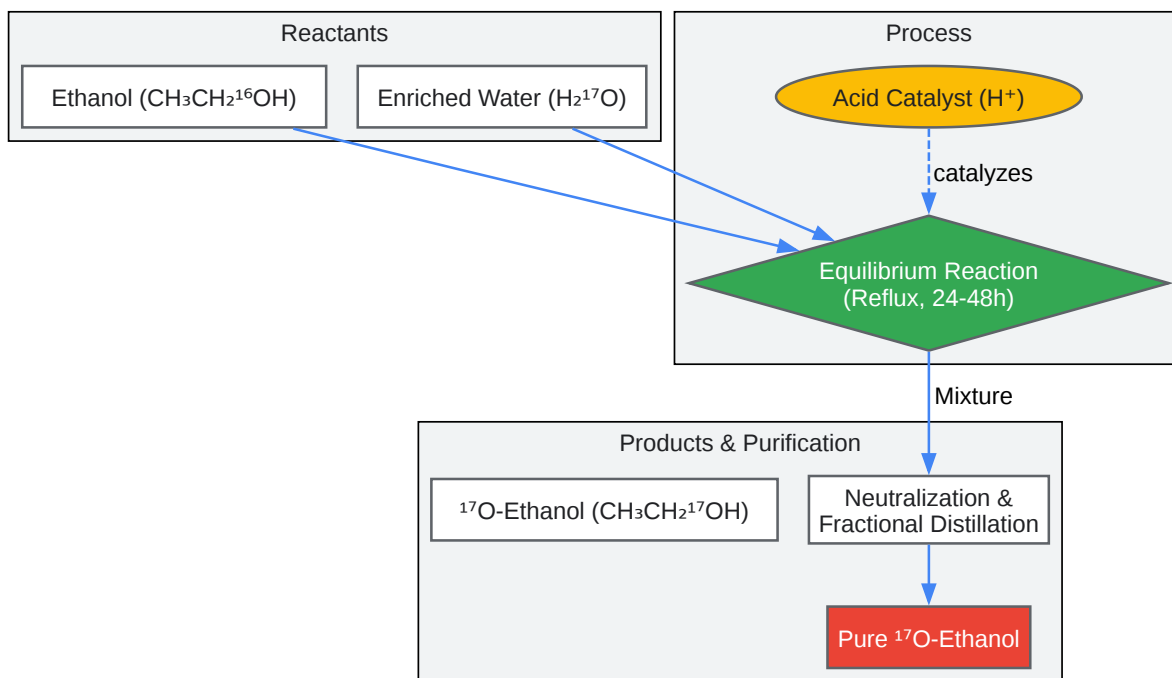 Reactants
Ethanol (CH₃CH₂¹⁶OH)
Enriched Water (H₂¹⁷O)
Process
Acid Catalyst (H⁺)
catalyzes
Equilibrium Reaction
(Reflux, 24-48h)
Mixture
Products & Purification
¹⁷O-Ethanol (CH₃CH₂¹⁷OH)
Neutralization &
Fractional Distillation
Pure ¹⁷O-Ethanol